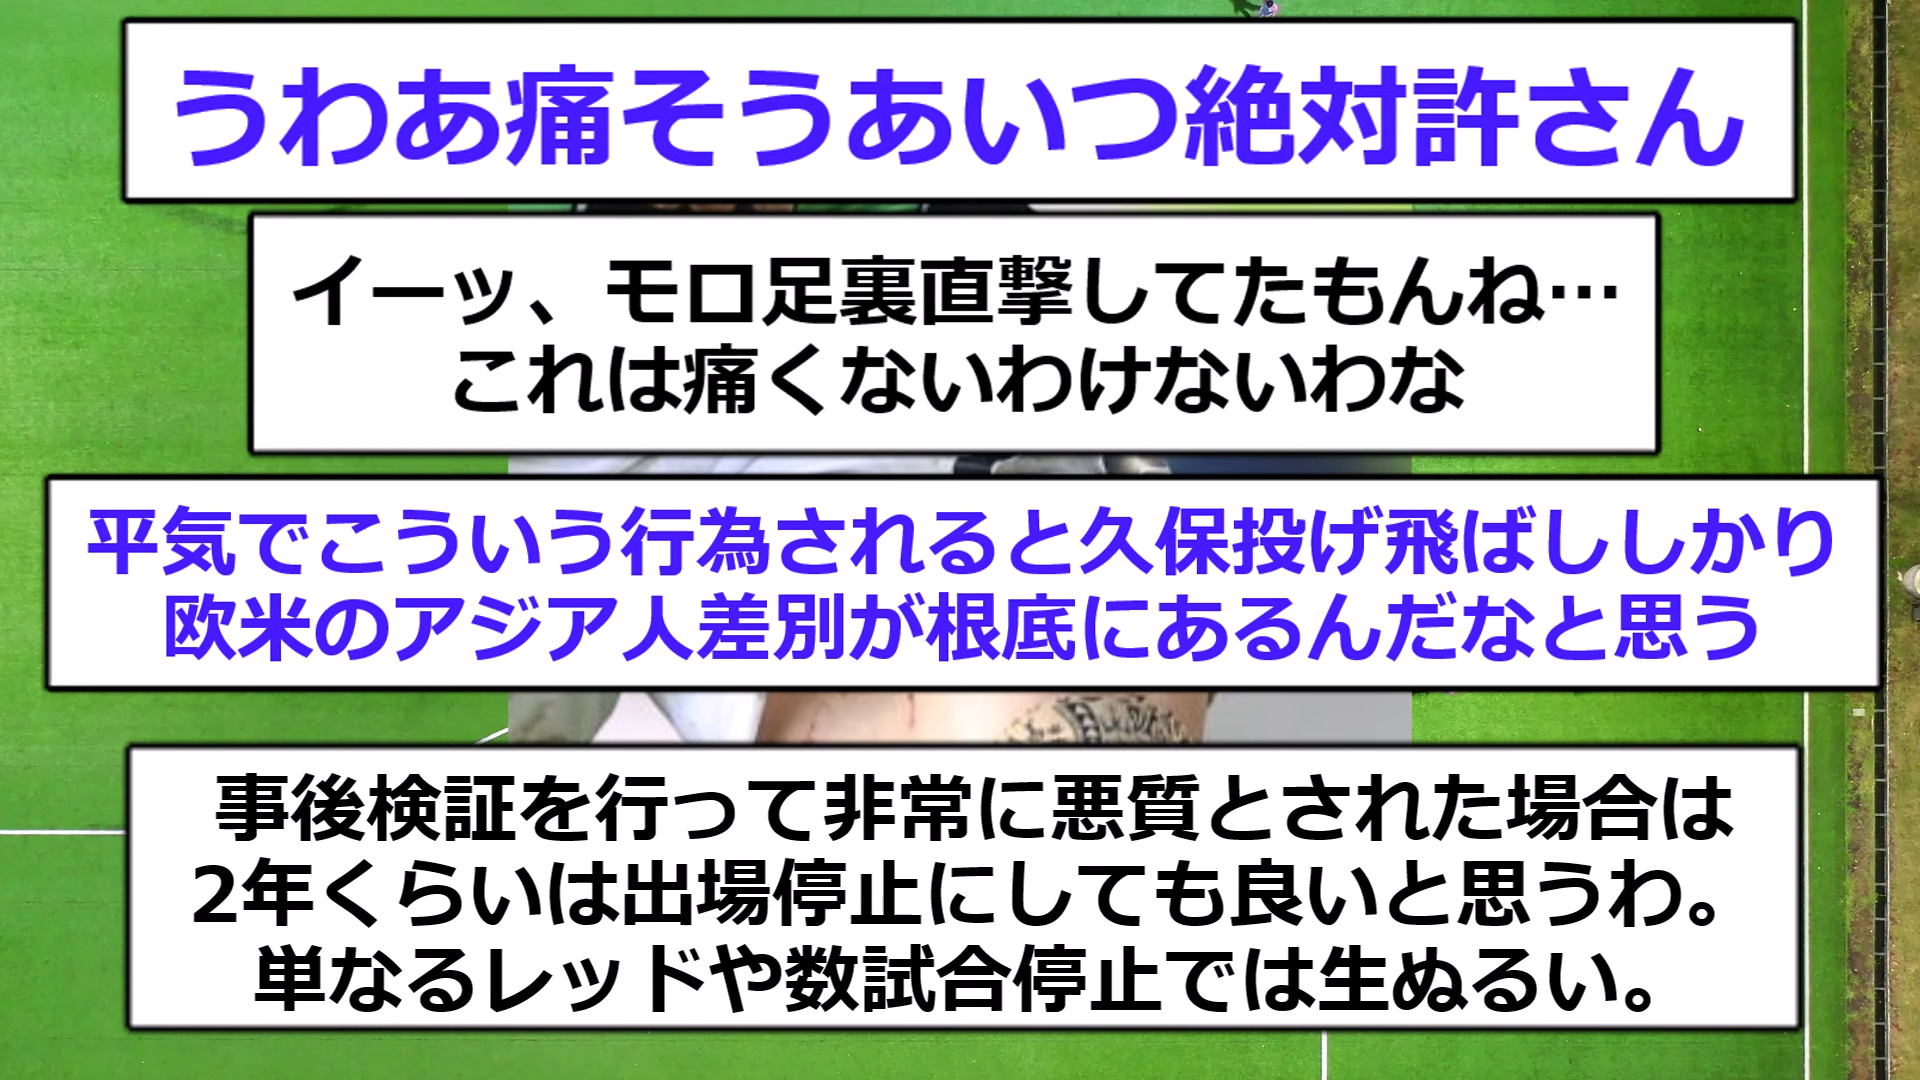 うわあ痛そうあいつ絶対許さん
イーッ、モロ足裏直撃してたもんね…
これは痛くないわけないわな
平気でこういう行為されると久保投げ飛ばししかり
欧米のアジア人差別が根底にあるんだなと思う
事後検証を行って非常に悪質とされた場合は
2年くらいは出場停止にしても良いと思うわ。
単なるレッドや数試合停止では生ぬるい。